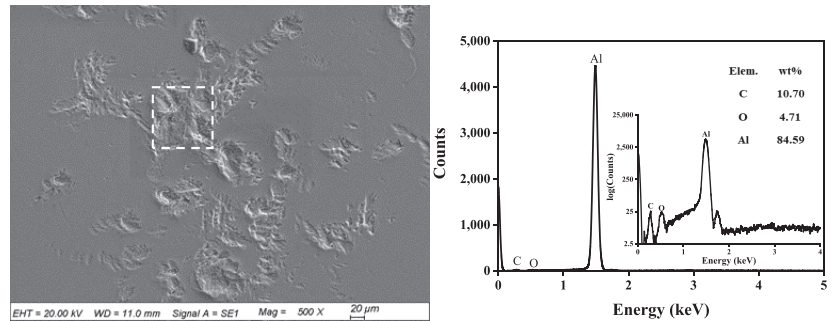 EHT = 20.00 kV WD = 11.0 mm Signal A = SE1 Mag = 500 X 20 μm
Counts
5,000
4,000
3,000
2,000
1,000
0
0 1 2 3 4 5
Energy (keV)
Al
C O
Elem. wt%
C 10.70
O 4.71
Al 84.59
log(Counts)
25,000
2,500
250
25
2.5
Al
C O
0 1 2 3 4
Energy (keV)